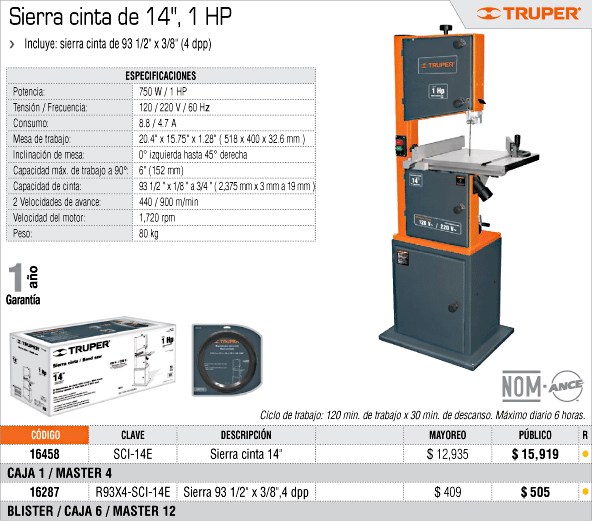 Sierra cinta de 14", 1 HP
TRUPER®
Incluye: sierra cinta de 93 1/2" x 3/8" (4 dpp)
ESPECIFICACIONES
Potencia: 750 W / 1 HP
Tensión / Frecuencia: 120 / 220 V / 60 Hz
Consumo: 8.8 / 4.7 A
Mesa de trabajo: 20.4" x 15.75" x 1.28" ( 518 x 400 x 32.6 mm )
Inclinación de mesa: 0° izquierda hasta 45° derecha
Capacidad máx. de trabajo a 90º: 6" (152 mm)
Capacidad de cinta: 93 1/2 " x 1/8 " a 3/4 " ( 2,375 mm x 3 mm a 19 mm )
2 Velocidades de avance: 440 / 900 m/min
Velocidad del motor: 1,720 rpm
Peso: 80 kg
TRUPER
1 Hp
14"
120 V~ / 220 V~
1 año
Garantía
TRUPER
1 Hp
Sierra cinta / Band saw
14"
TRUPER
NOM-ANCE
Ciclo de trabajo: 120 min. de trabajo x 30 min. de descanso. Máximo diario 6 horas.
CÓDIGO CLAVE DESCRIPCIÓN MAYOREO PÚBLICO R
16458 SCI-14E Sierra cinta 14" $ 12,935 $ 15,919
CAJA 1 / MASTER 4
16287 R93X4-SCI-14E Sierra 93 1/2" x 3/8",4 dpp $ 409 $ 505
BLISTER / CAJA 6 / MASTER 12